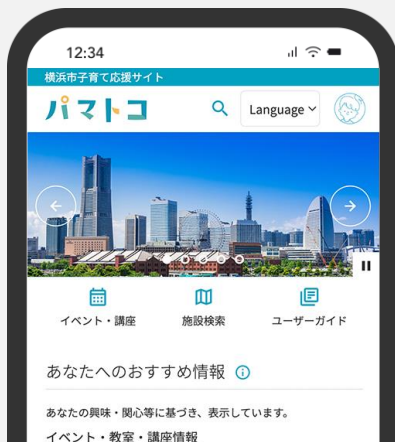 12:34
横浜市子育て応援サイト
パマトコ
Language
イベント・講座
施設検索
ユーザーガイド
あなたへのおすすめ情報
あなたの興味・関心等に基づき、表示しています。
イベント・教室・講座情報